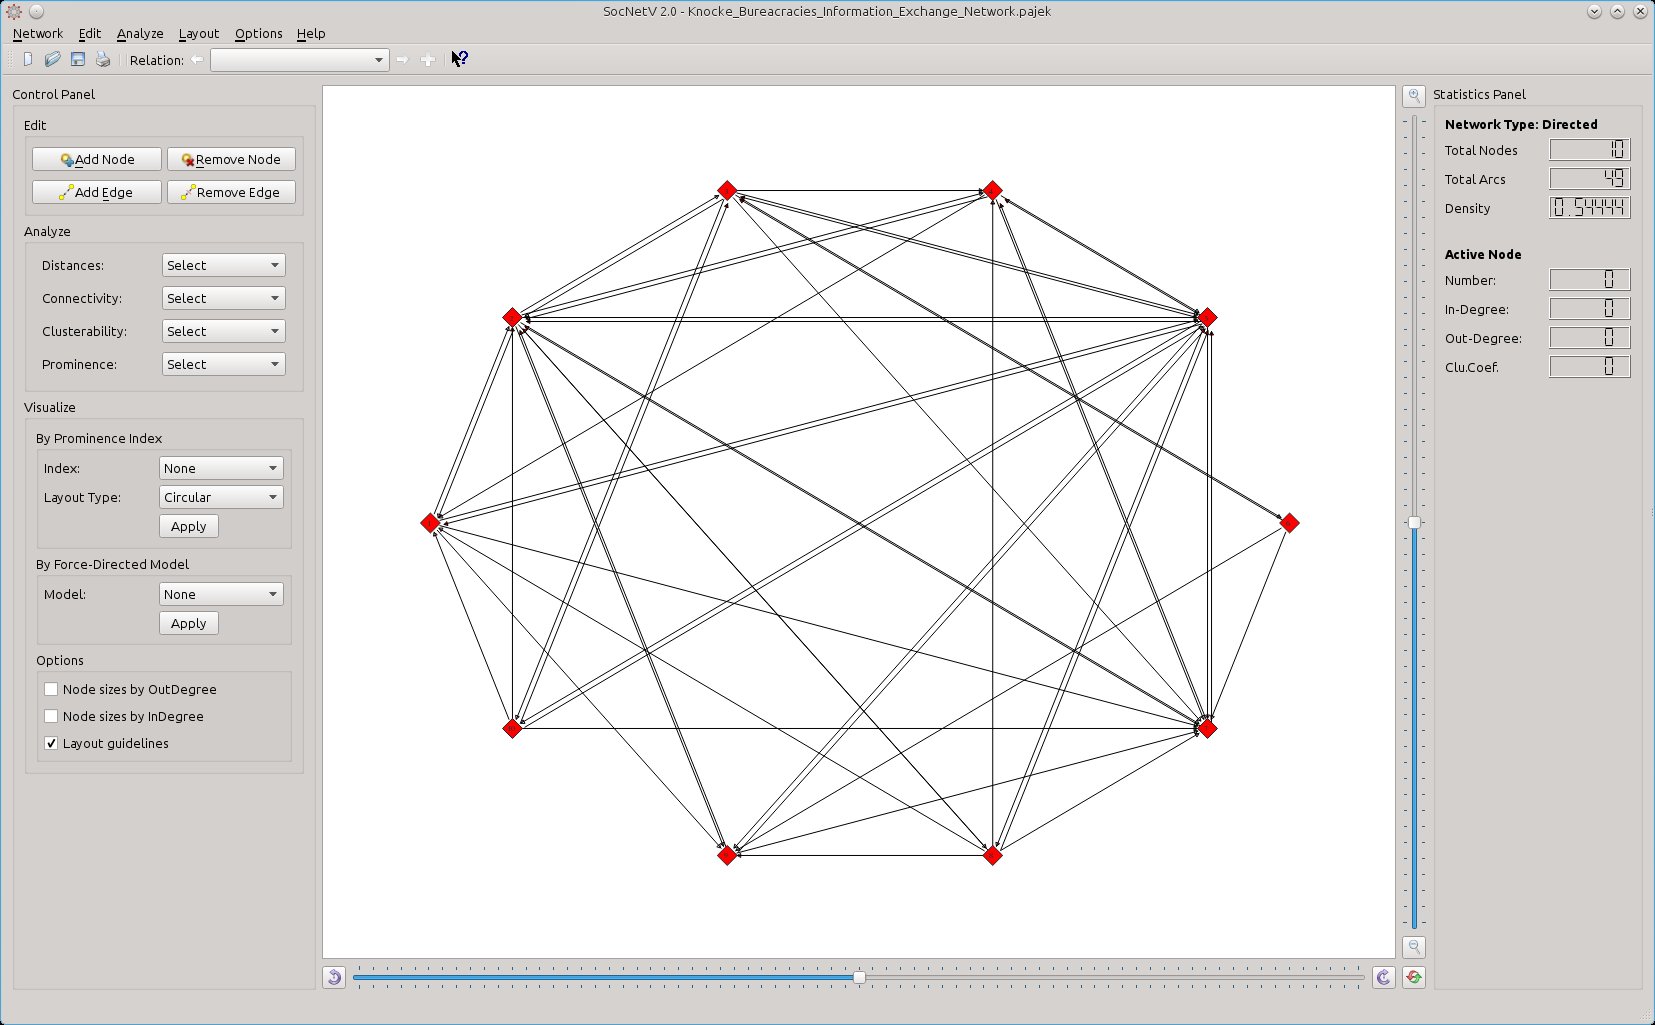 SocNetV 2.0 - Knocke_Bureacracies_Information_Exchange_Network.pajek
Network Edit Analyze Layout Options Help
Relation:
Control Panel
Edit
Add Node Remove Node
Add Edge Remove Edge
Analyze
Distances: Select
Connectivity: Select
Clusterability: Select
Prominence: Select
Visualize
By Prominence Index
Index: None
Layout Type: Circular
Apply
By Force-Directed Model
Model: None
Apply
Options
Node sizes by OutDegree
Node sizes by InDegree
Layout guidelines
Statistics Panel
Network Type: Directed
Total Nodes 10
Total Arcs 49
Density 0.54444
Active Node
Number: 0
In-Degree: 0
Out-Degree: 0
Clu.Coef. 0